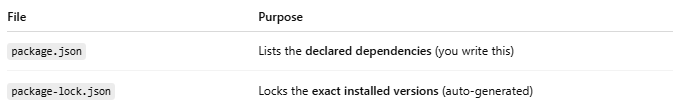 File Purpose
package.json Lists the declared dependencies (you write this)
package-lock.json Locks the exact installed versions (auto-generated)